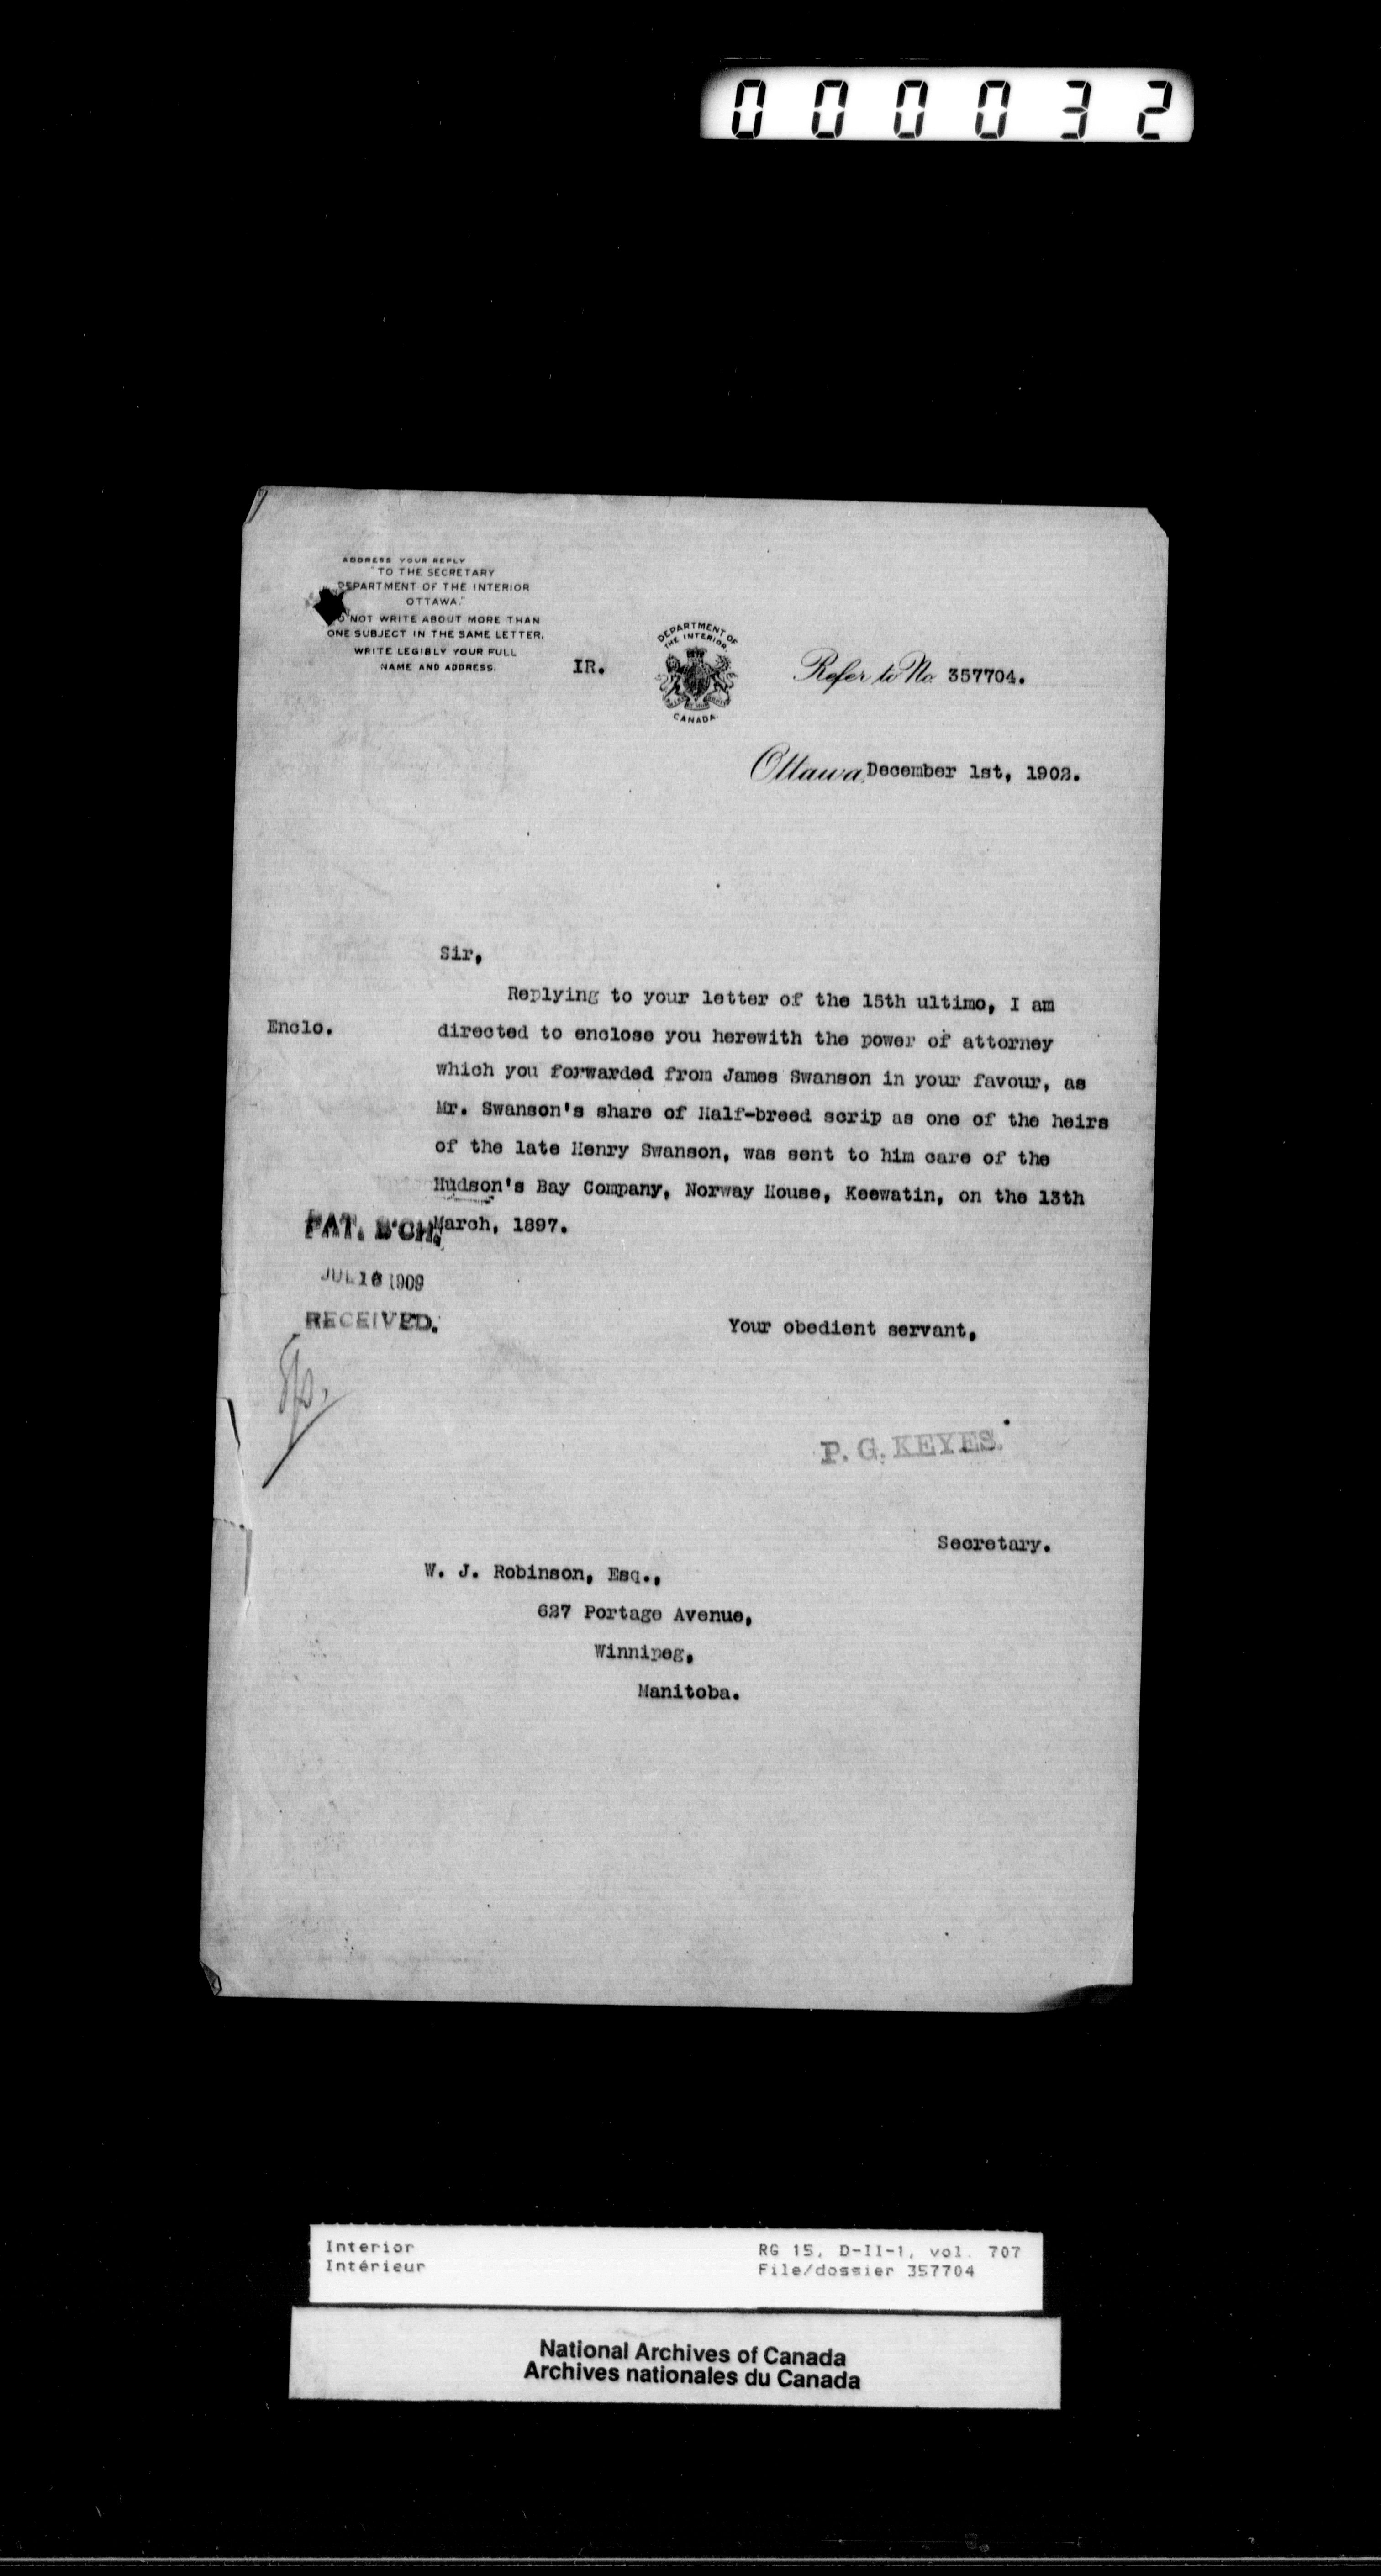 000032
ADDRESS YOUR REPLY
"TO THE SECRETARY
DEPARTMENT OF THE INTERIOR
OTTAWA."
NOT WRITE ABOUT MORE THAN
ONE SUBJECT IN THE SAME LETTER.
WRITE LEGIBLY YOUR FULL
NAME AND ADDRESS.
IR.
DEPARTMENT OF
THE INTERIOR
CANADA.
Refer to No. 357704.
Ottawa, December 1st, 1902.
Sir,
Replying to your letter of the 15th ultimo, I am
Enclo.
directed to enclose you herewith the power of attorney
which you forwarded from James Swanson in your favour, as
Mr. Swanson's share of Half-breed scrip as one of the heirs
of the late Henry Swanson, was sent to him care of the
Hudson's Bay Company, Norway House, Keewatin, on the 13th
March, 1897.
PAT. B'CH.
JUL 16 1909
RECEIVED.
Your obedient servant,
P. G. KEYES.
Secretary.
W. J. Robinson, Esq.,
627 Portage Avenue,
Winnipeg,
Manitoba.
Interior
Intérieur
RG 15, D-II-1, vol. 707
File/dossier 357704
National Archives of Canada
Archives nationales du Canada